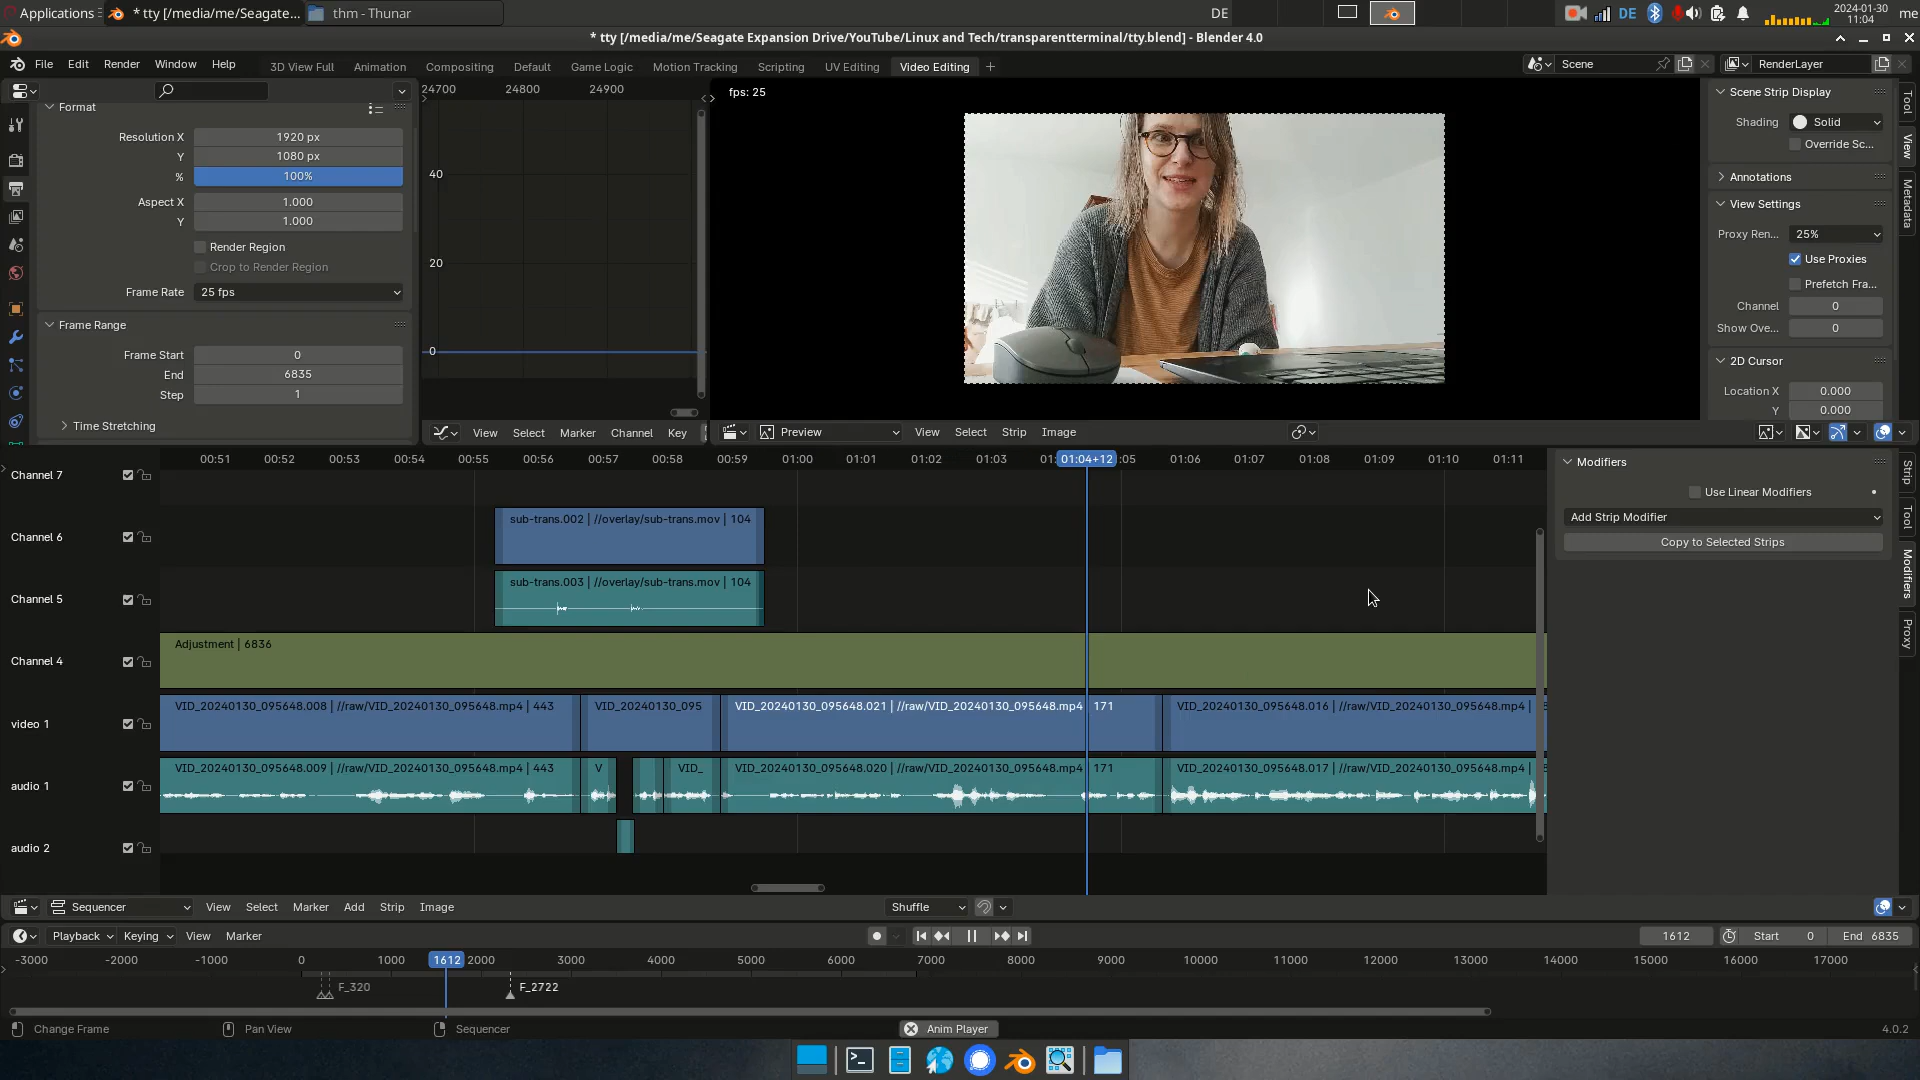 Applications
* tty [/media/me/Seagate...
thm - Thunar
DE
DE
2024-01-30
11:04
me
* tty [/media/me/Seagate Expansion Drive/YouTube/Linux and Tech/transparentterminal/tty.blend] - Blender 4.0
File Edit Render Window Help
3D View Full Animation Compositing Default Game Logic Motion Tracking Scripting UV Editing Video Editing +
Scene
RenderLayer
Format
Resolution X 1920 px
Y 1080 px
% 100%
Aspect X 1.000
Y 1.000
Render Region
Crop to Render Region
Frame Rate 25 fps
Frame Range
Frame Start 0
End 6835
Step 1
Time Stretching
24700 24800 24900
40
20
0
View Select Marker Channel Key
fps: 25
Preview View Select Strip Image
Scene Strip Display
Shading Solid
Override Sc...
Annotations
View Settings
Proxy Ren... 25%
Use Proxies
Prefetch Fra...
Channel 0
Show Ove... 0
2D Cursor
Location X 0.000
Y 0.000
Tool
View
Metadata
00:51 00:52 00:53 00:54 00:55 00:56 00:57 00:58 00:59 01:00 01:01 01:02 01:03 01: 01:04+12 :05 01:06 01:07 01:08 01:09 01:10 01:11
Channel 7
Channel 6
sub-trans.002 | //overlay/sub-trans.mov | 104
Channel 5
sub-trans.003 | //overlay/sub-trans.mov | 104
Channel 4
Adjustment | 6836
video 1
VID_20240130_095648.008 | //raw/VID_20240130_095648.mp4 | 443
VID_20240130_095
VID_20240130_095648.021 | //raw/VID_20240130_095648.mp4 | 171
VID_20240130_095648.016 | //raw/VID_20240130_095648.mp4 |
audio 1
VID_20240130_095648.009 | //raw/VID_20240130_095648.mp4 | 443
V
VID_
VID_20240130_095648.020 | //raw/VID_20240130_095648.mp4 | 171
VID_20240130_095648.017 | //raw/VID_20240130_095648.mp4 |
audio 2
Modifiers
Use Linear Modifiers
Add Strip Modifier
Copy to Selected Strips
Strip
Tool
Modifiers
Proxy
Sequencer View Select Marker Add Strip Image
Shuffle
Playback Keying View Marker
1612
Start 0
End 6835
-3000 -2000 -1000 0 1000 1612 2000 3000 4000 5000 6000 7000 8000 9000 10000 11000 12000 13000 14000 15000 16000 17000
F_320
F_2722
Change Frame
Pan View
Sequencer
Anim Player
4.0.2